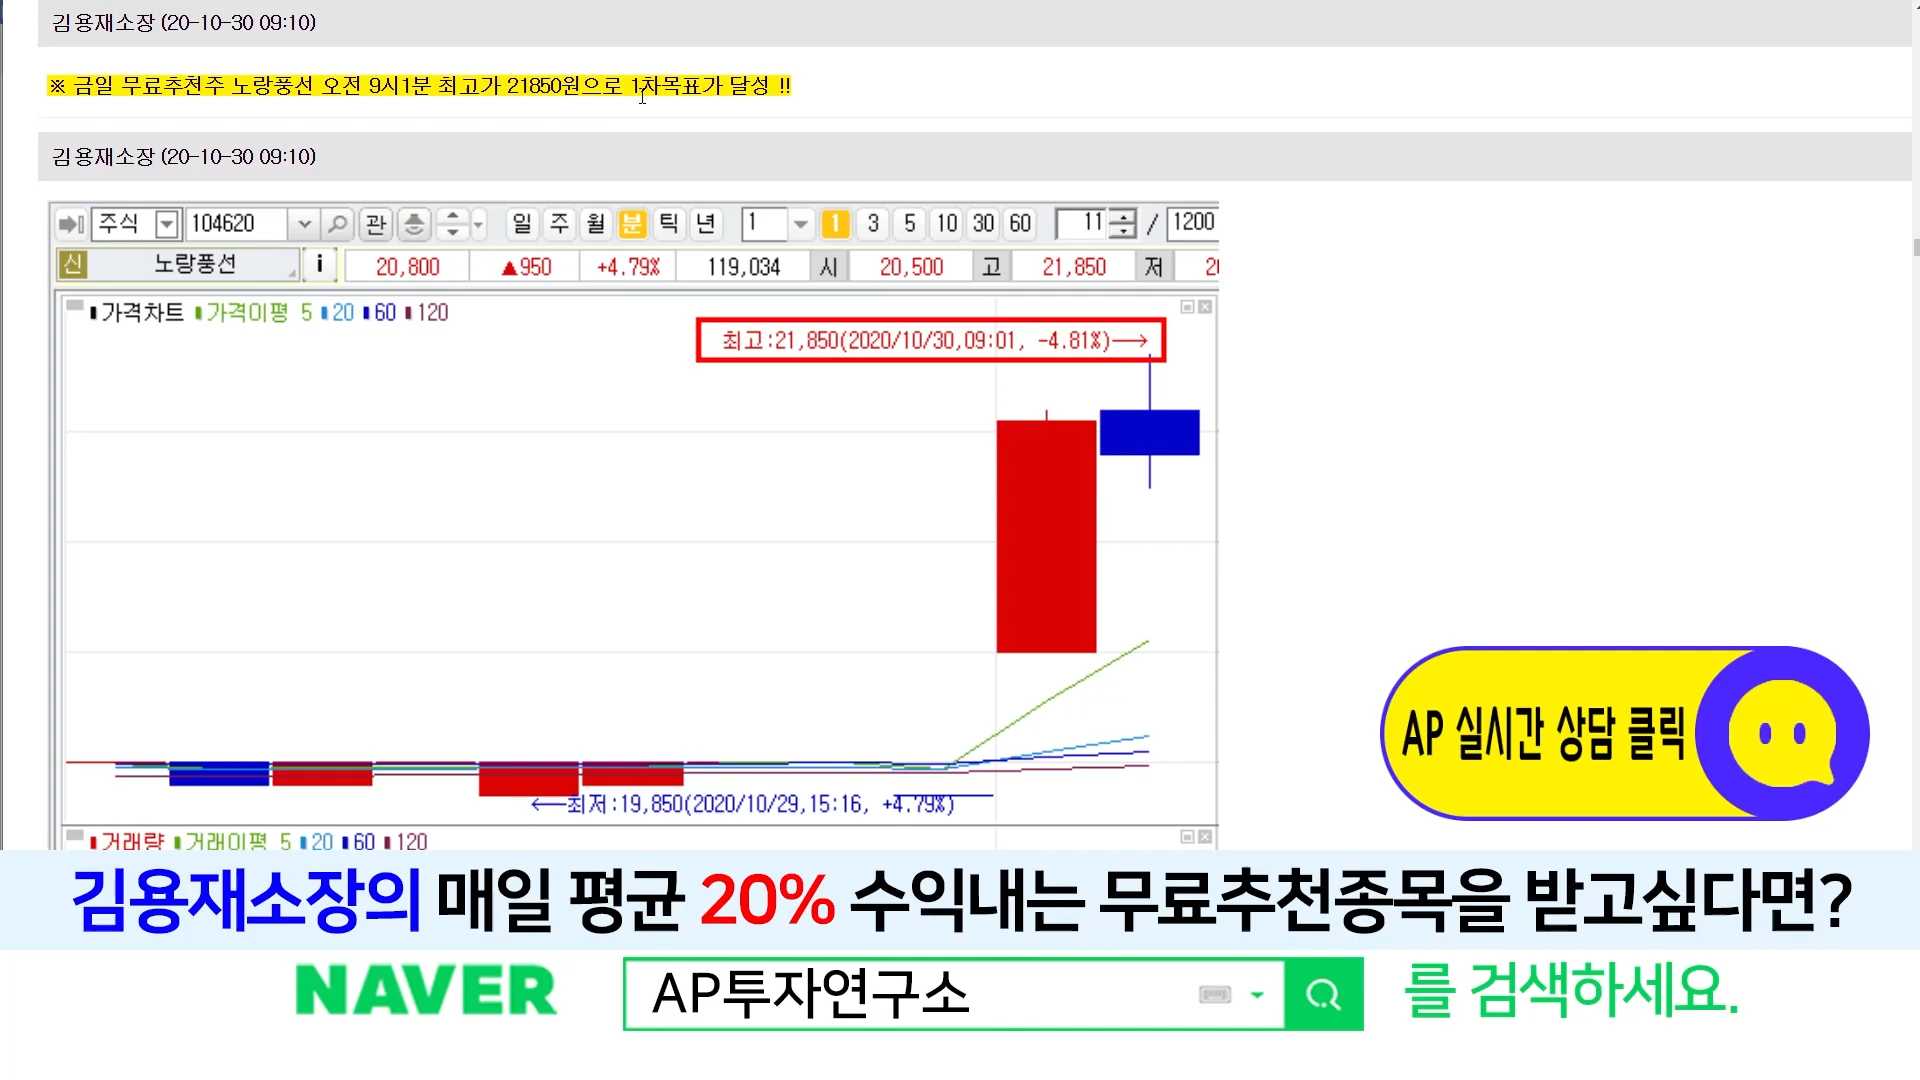 김용재소장 (20-10-30 09:10)
※ 금일 무료추천주 노랑풍선 오전 9시1분 최고가 21850원으로 1차목표가 달성 !!
김용재소장 (20-10-30 09:10)
주식 104620 관 일 주 월 분 틱 년 1 1 3 5 10 30 60 11 / 1200
신 노랑풍선 i 20,800 ▲950 +4.79% 119,034 시 20,500 고 21,850 저
가격차트 가격이평 5 20 60 120
최고:21,850(2020/10/30,09:01, -4.81%)→
AP 실시간 상담 클릭
←최저:19,850(2020/10/29,15:16, +4.79%)
거래량 거래이평 5 20 60 120
김용재소장의 매일 평균 20% 수익내는 무료추천종목을 받고싶다면?
NAVER AP투자연구소 를 검색하세요.